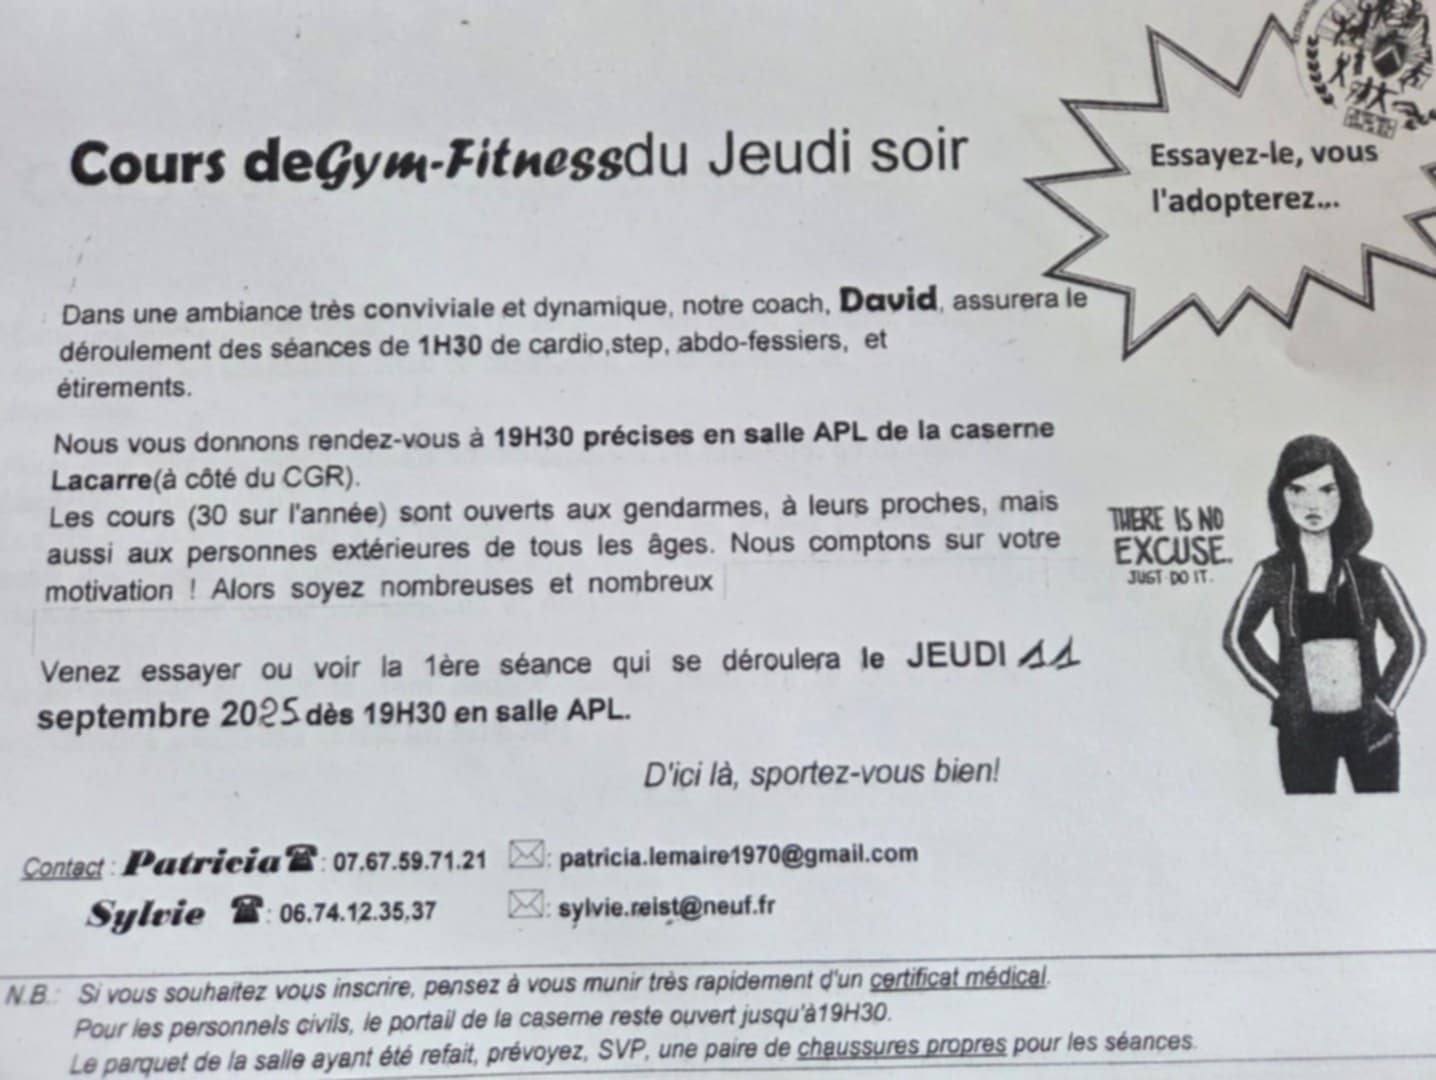 Cours deGym-Fitnessdu Jeudi soir
Essayez-le, vous
l'adopterez...
Dans une ambiance très conviviale et dynamique, notre coach, David, assurera le
déroulement des séances de 1H30 de cardio,step, abdo-fessiers, et
étirements.
Nous vous donnons rendez-vous à 19H30 précises en salle APL de la caserne
Lacarre(à côté du CGR).
Les cours (30 sur l'année) sont ouverts aux gendarmes, à leurs proches, mais
aussi aux personnes extérieures de tous les âges. Nous comptons sur votre
motivation ! Alors soyez nombreuses et nombreux
THERE IS NO
EXCUSE.
JUST DO IT.
Venez essayer ou voir la 1ère séance qui se déroulera le JEUDI 11
septembre 2025 dès 19H30 en salle APL.
D'ici là, sportez-vous bien!
Contact : Patricia☎: 07.67.59.71.21 ✉: patricia.lemaire1970@gmail.com
Sylvie ☎: 06.74.12.35,37 ✉: sylvie.reist@neuf.fr
N.B.: Si vous souhaitez vous inscrire, pensez à vous munir très rapidement d'un certificat médical.
Pour les personnels civils, le portail de la caserne reste ouvert jusqu'à19H30.
Le parquet de la salle ayant été refait, prévoyez, SVP, une paire de chaussures propres pour les séances.